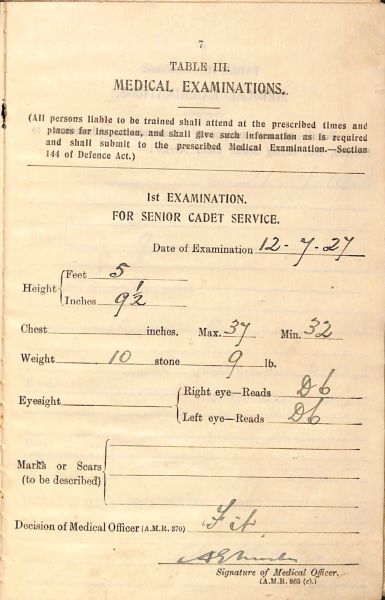 7
TABLE III.
MEDICAL EXAMINATIONS.
(All persons liable to be trained shall attend at the prescribed times and
places for inspection, and shall give such information as is required
and shall submit to the prescribed Medical Examination.—Section
144 of Defence Act.)
1st EXAMINATION.
FOR SENIOR CADET SERVICE.
Date of Examination 12-7-27
Height { Feet 5
Inches 9½
Chest inches. Max. 37 Min. 32
Weight 10 stone 9 lb.
Eyesight { Right eye—Reads D6
Left eye—Reads D6
Marks or Scars
(to be described)
Decision of Medical Officer (A.M.R. 370) Fit
Signature of Medical Officer.
(A.M.R. 863 (c).)